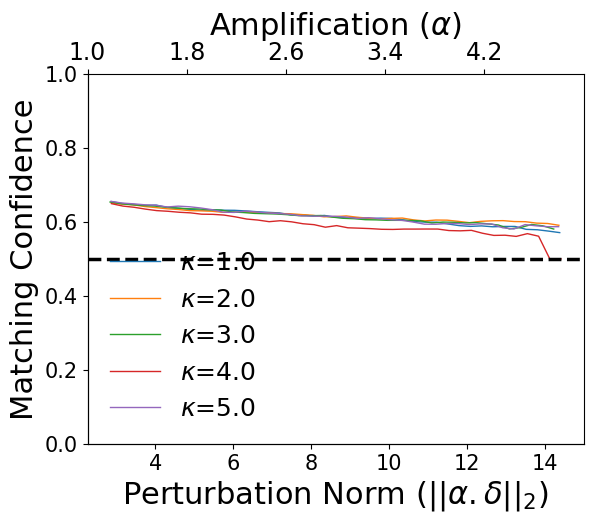 Amplification (α)
1.0 1.8 2.6 3.4 4.2
1.0
0.8
0.6
0.4
0.2
0.0
Matching Confidence
κ=1.0
κ=2.0
κ=3.0
κ=4.0
κ=5.0
4 6 8 10 12 14
Perturbation Norm (||α.δ||₂)